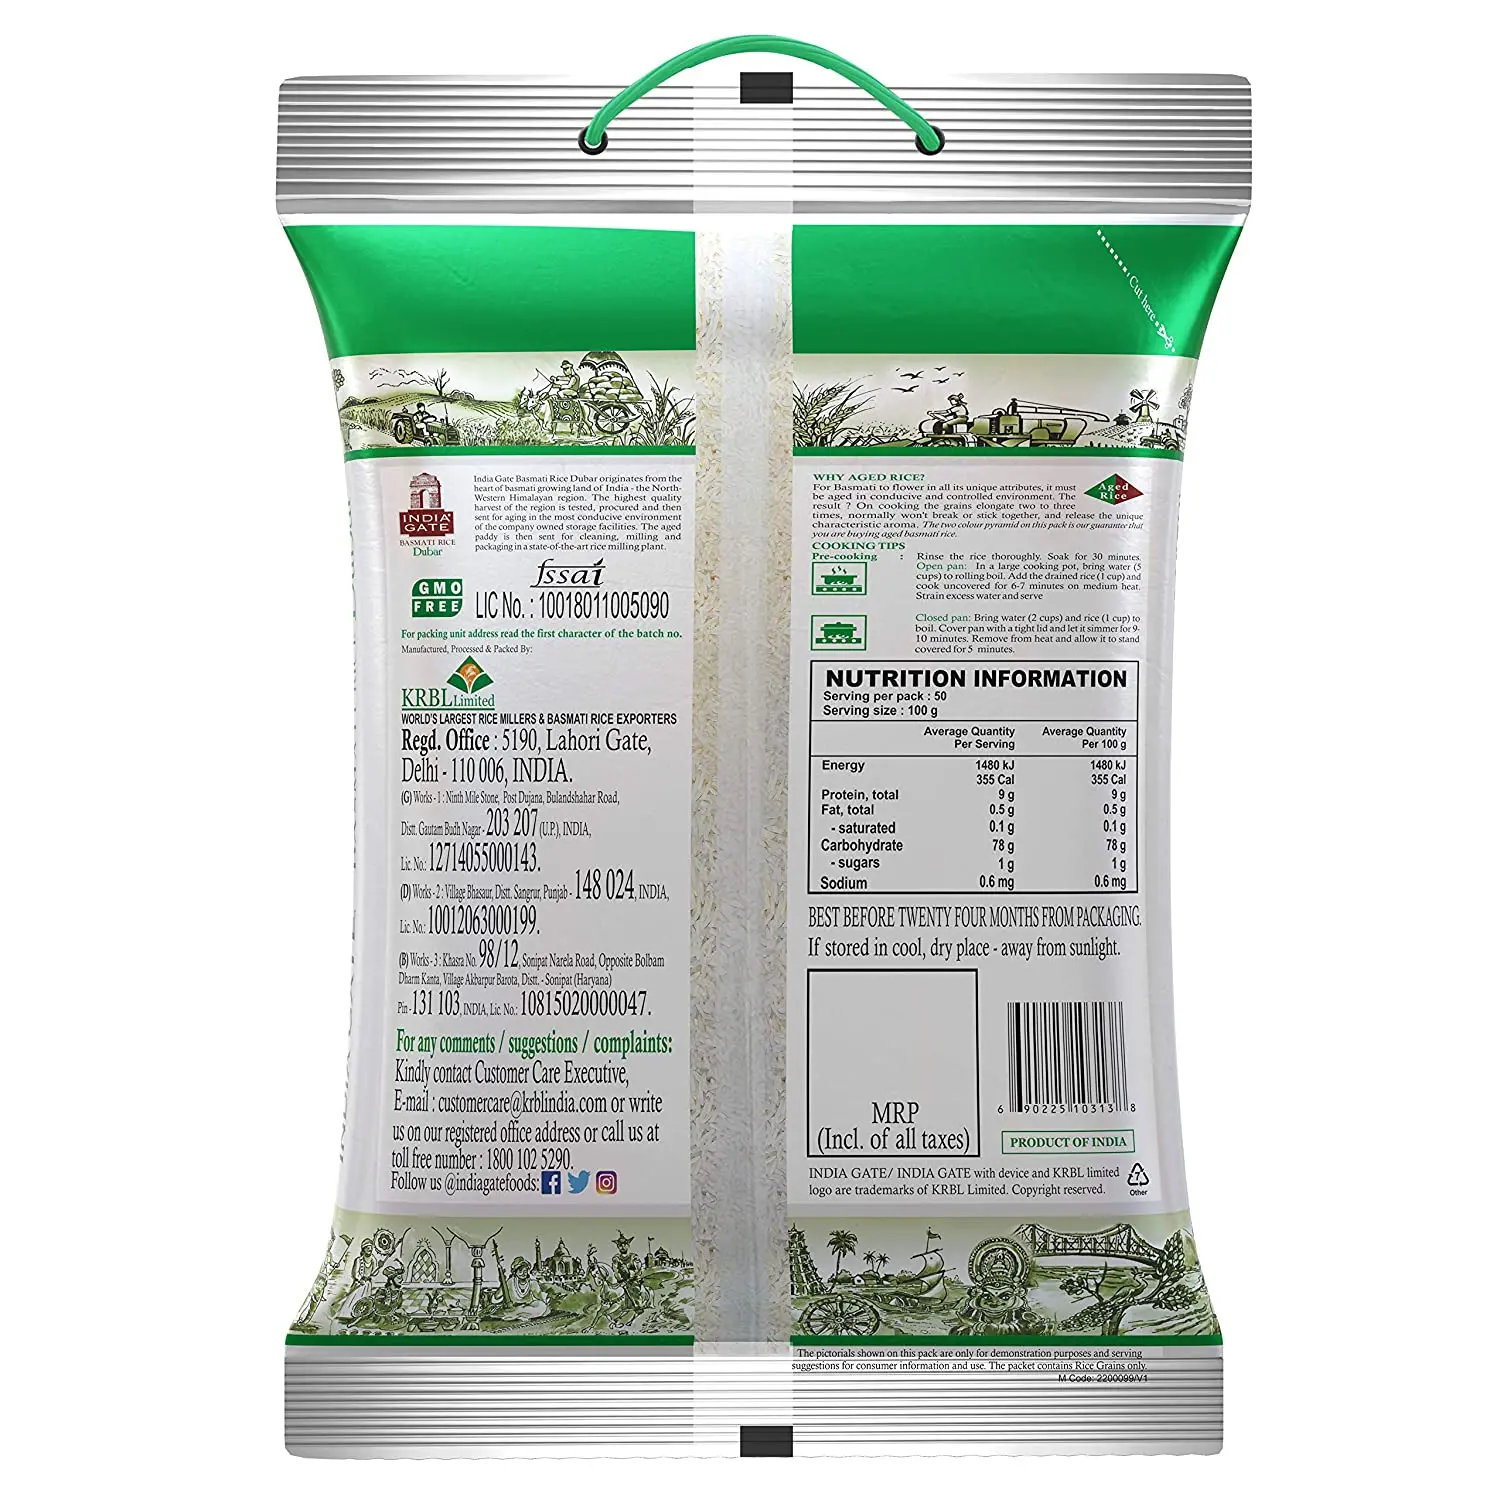 Cut here
INDIA
GATE
BASMATI RICE
Dubar
India Gate Basmati Rice Dubar originates from the
heart of basmati growing land of India - the North-
Western Himalayan region. The highest quality
harvest of the region is tested, procured and then
sent for aging in the most conducive environment
of the company owned storage facilities. The aged
paddy is then sent for cleaning, milling and
packaging in a state-of-the-art rice milling plant.
GMO
FREE
fssai
LIC No. : 10018011005090
For packing unit address read the first character of the batch no.
Manufactured, Processed & Packed By:
KRBL Limited
WORLD'S LARGEST RICE MILLERS & BASMATI RICE EXPORTERS
Regd. Office : 5190, Lahori Gate,
Delhi - 110 006, INDIA.
(G) Works - 1 : Ninth Mile Stone, Post Dujana, Bulandshahar Road,
Distt. Gautam Budh Nagar - 203 207 (U.P.), INDIA,
Lic. No.: 12714055000143.
(D) Works - 2 : Village Bhasaur, Distt. Sangrur, Punjab - 148 024, INDIA,
Lic. No.: 10012063000199.
(B) Works - 3 : Khasra No. 98/12, Sonipat Narela Road, Opposite Bolbam
Dharm Kanta, Village Akbarpur Barota, Distt. - Sonipat (Haryana)
Pin - 131 103, INDIA, Lic. No.: 10815020000047.
For any comments / suggestions / complaints:
Kindly contact Customer Care Executive,
E-mail : customercare@krblindia.com or write
us on our registered office address or call us at
toll free number : 1800 102 5290.
Follow us @indiagatefoods:
WHY AGED RICE?
For Basmati to flower in all its unique attributes, it must
be aged in conducive and controlled environment. The
result ? On cooking the grains elongate two to three
times, normally won't break or stick together, and release the unique
characteristic aroma. The two colour pyramid on this pack is our guarantee that
you are buying aged basmati rice.
Aged
Rice
COOKING TIPS
Pre-cooking : Rinse the rice thoroughly. Soak for 30 minutes.
Open pan: In a large cooking pot, bring water (5
cups) to rolling boil. Add the drained rice (1 cup) and
cook uncovered for 6-7 minutes on medium heat.
Strain excess water and serve
Closed pan: Bring water (2 cups) and rice (1 cup) to
boil. Cover pan with a tight lid and let it simmer for 9-
10 minutes. Remove from heat and allow it to stand
covered for 5 minutes.
NUTRITION INFORMATION
Serving per pack : 50
Serving size : 100 g
Average Quantity Average Quantity
Per Serving Per 100 g
Energy 1480 kJ 1480 kJ
355 Cal 355 Cal
Protein, total 9 g 9 g
Fat, total 0.5 g 0.5 g
- saturated 0.1 g 0.1 g
Carbohydrate 78 g 78 g
- sugars 1 g 1 g
Sodium 0.6 mg 0.6 mg
BEST BEFORE TWENTY FOUR MONTHS FROM PACKAGING.
If stored in cool, dry place - away from sunlight.
MRP
(Incl. of all taxes)
6 90225 10313 8
PRODUCT OF INDIA
INDIA GATE/ INDIA GATE with device and KRBL limited
logo are trademarks of KRBL Limited. Copyright reserved.
7
Other
The pictorials shown on this pack are only for demonstration purposes and serving
suggestions for consumer information and use. The packet contains Rice Grains only.
M Code: 2200099/V1